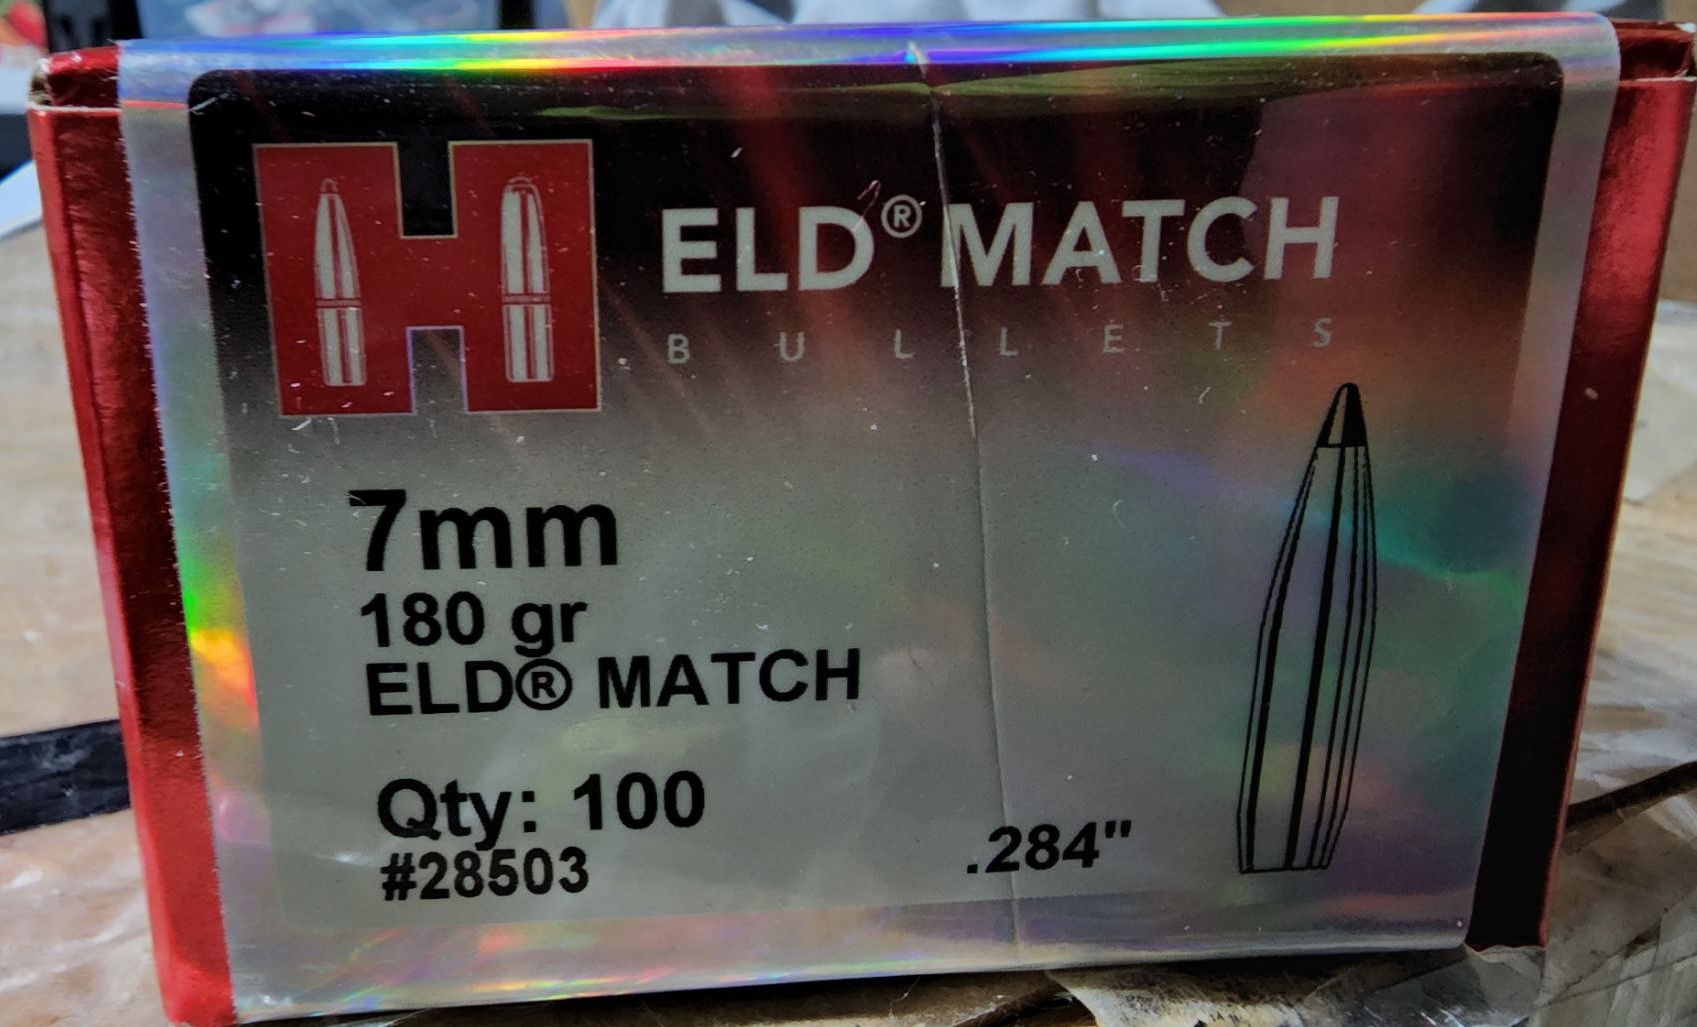 H
ELD® MATCH
BULLETS
7mm
180 gr
ELD® MATCH
Qty: 100
#28503
.284"